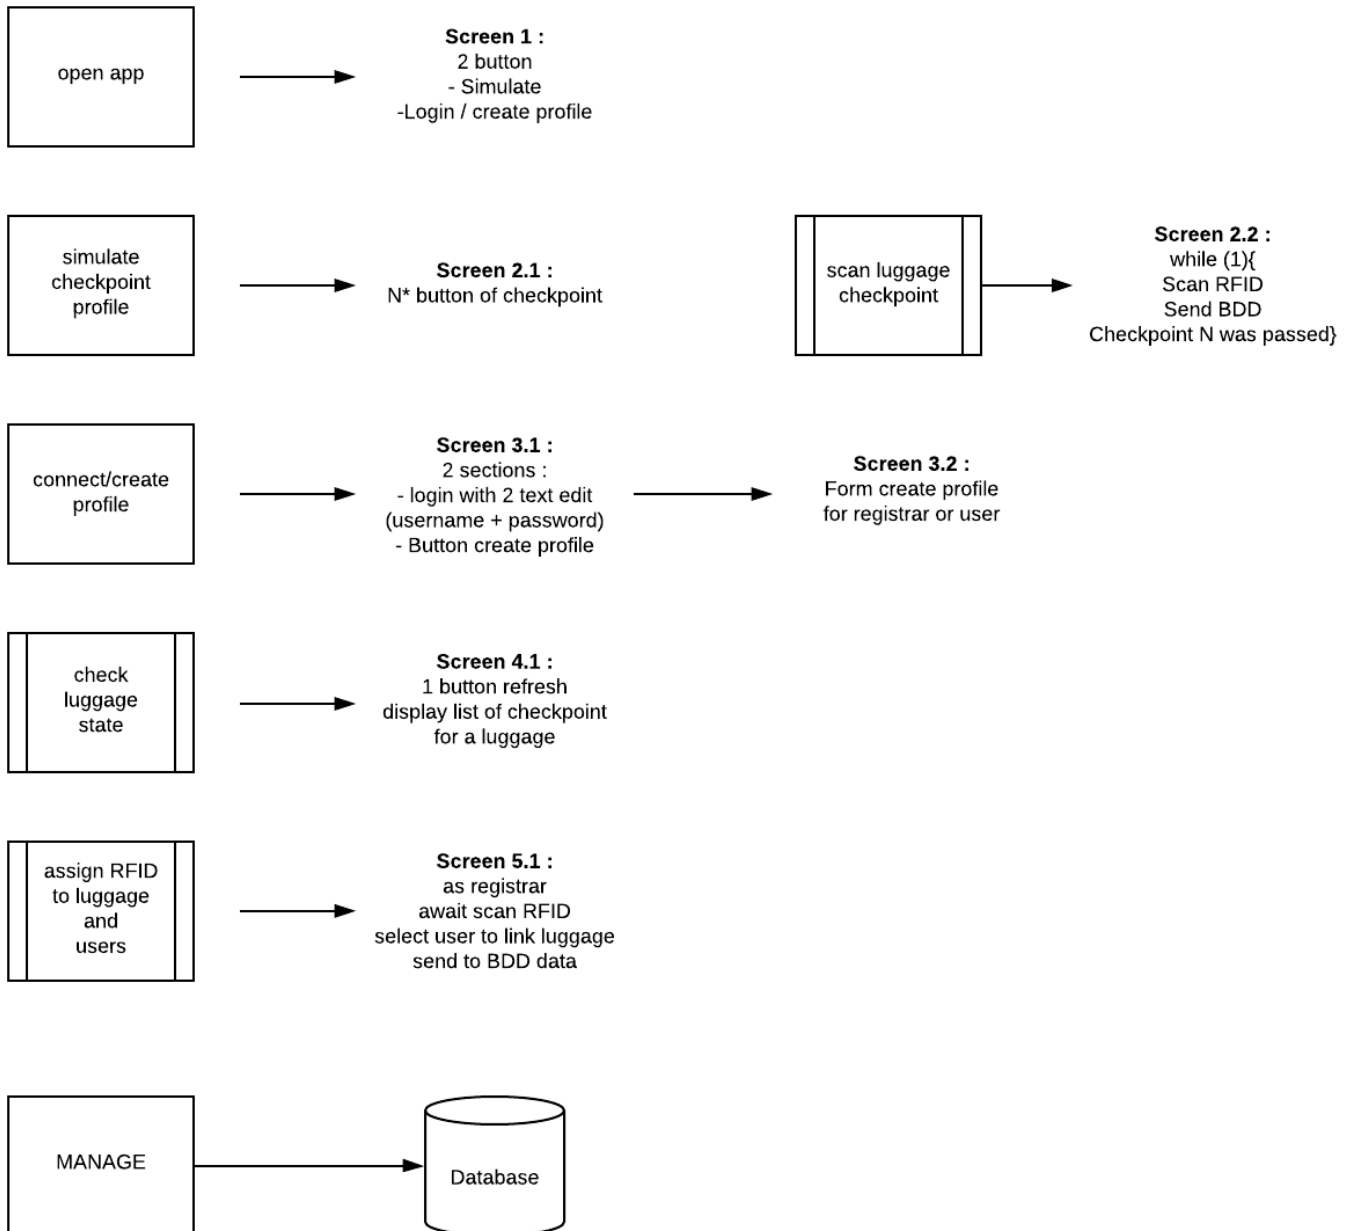 open app
Screen 1 :
2 button
- Simulate
-Login / create profile
simulate
checkpoint
profile
Screen 2.1 :
N* button of checkpoint
scan luggage
checkpoint
Screen 2.2 :
while (1){
Scan RFID
Send BDD
Checkpoint N was passed}
connect/create
profile
Screen 3.1 :
2 sections :
- login with 2 text edit
(username + password)
- Button create profile
Screen 3.2 :
Form create profile
for registrar or user
check
luggage
state
Screen 4.1 :
1 button refresh
display list of checkpoint
for a luggage
assign RFID
to luggage
and
users
Screen 5.1 :
as registrar
await scan RFID
select user to link luggage
send to BDD data
MANAGE
Database